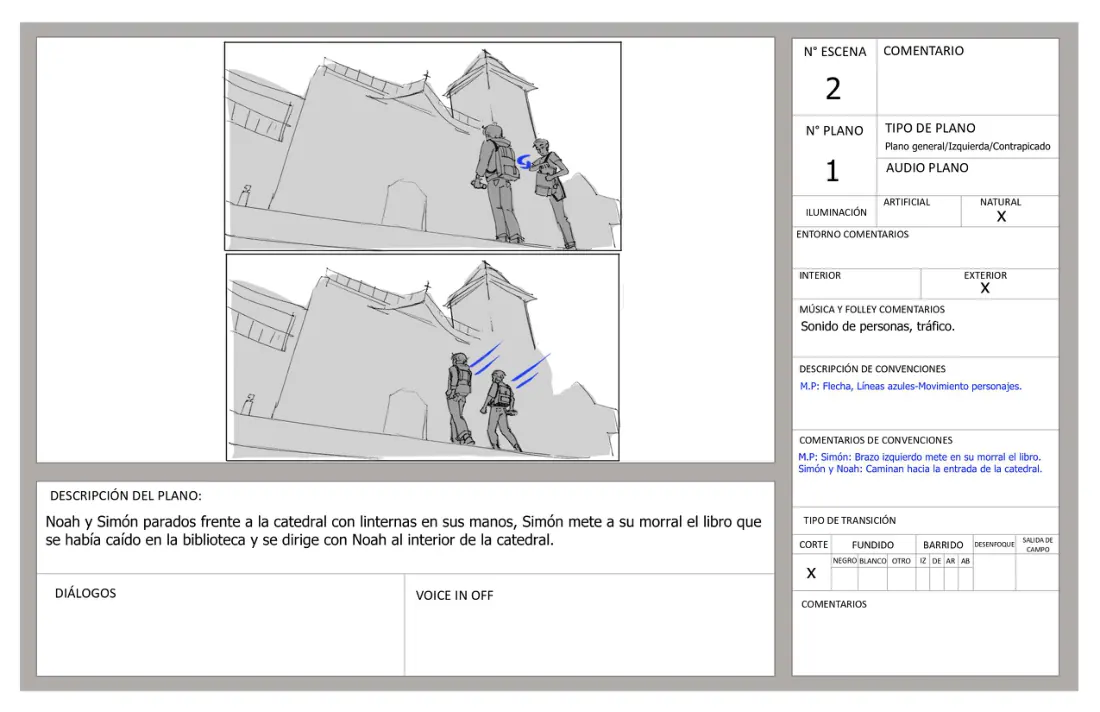 N° ESCENA
2
COMENTARIO
N° PLANO
1
TIPO DE PLANO
Plano general/Izquierda/Contrapicado
AUDIO PLANO
ILUMINACIÓN
ARTIFICIAL
NATURAL
X
ENTORNO COMENTARIOS
INTERIOR
EXTERIOR
X
MÚSICA Y FOLLEY COMENTARIOS
Sonido de personas, tráfico.
DESCRIPCIÓN DE CONVENCIONES
M.P: Flecha, Líneas azules-Movimiento personajes.
COMENTARIOS DE CONVENCIONES
M.P: Simón: Brazo izquierdo mete en su morral el libro.
Simón y Noah: Caminan hacia la entrada de la catedral.
TIPO DE TRANSICIÓN
CORTE
FUNDIDO
BARRIDO
DESENFOQUE
SALIDA DE
CAMPO
X
NEGRO BLANCO OTRO
IZ DE AR AB
COMENTARIOS
DESCRIPCIÓN DEL PLANO:
Noah y Simón parados frente a la catedral con linternas en sus manos, Simón mete a su morral el libro que
se había caído en la biblioteca y se dirige con Noah al interior de la catedral.
DIÁLOGOS
VOICE IN OFF